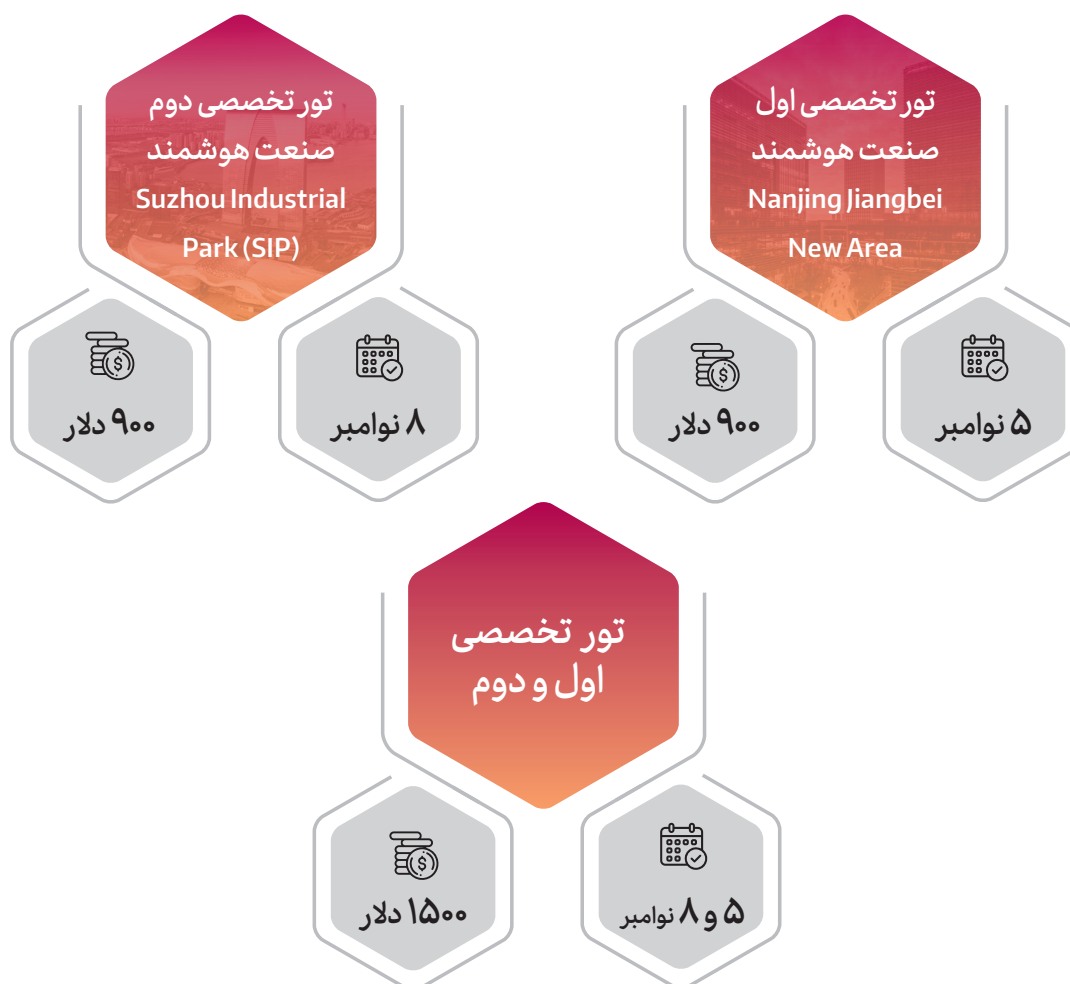 تور تخصصی اول
صنعت هوشمند
Nanjing Jiangbei
New Area
۵ نوامبر
۹۰۰ دلار
تور تخصصی دوم
صنعت هوشمند
Suzhou Industrial
Park (SIP)
۸ نوامبر
۹۰۰ دلار
تور تخصصی
اول و دوم
۵ و ۸ نوامبر
۱۵۰۰ دلار